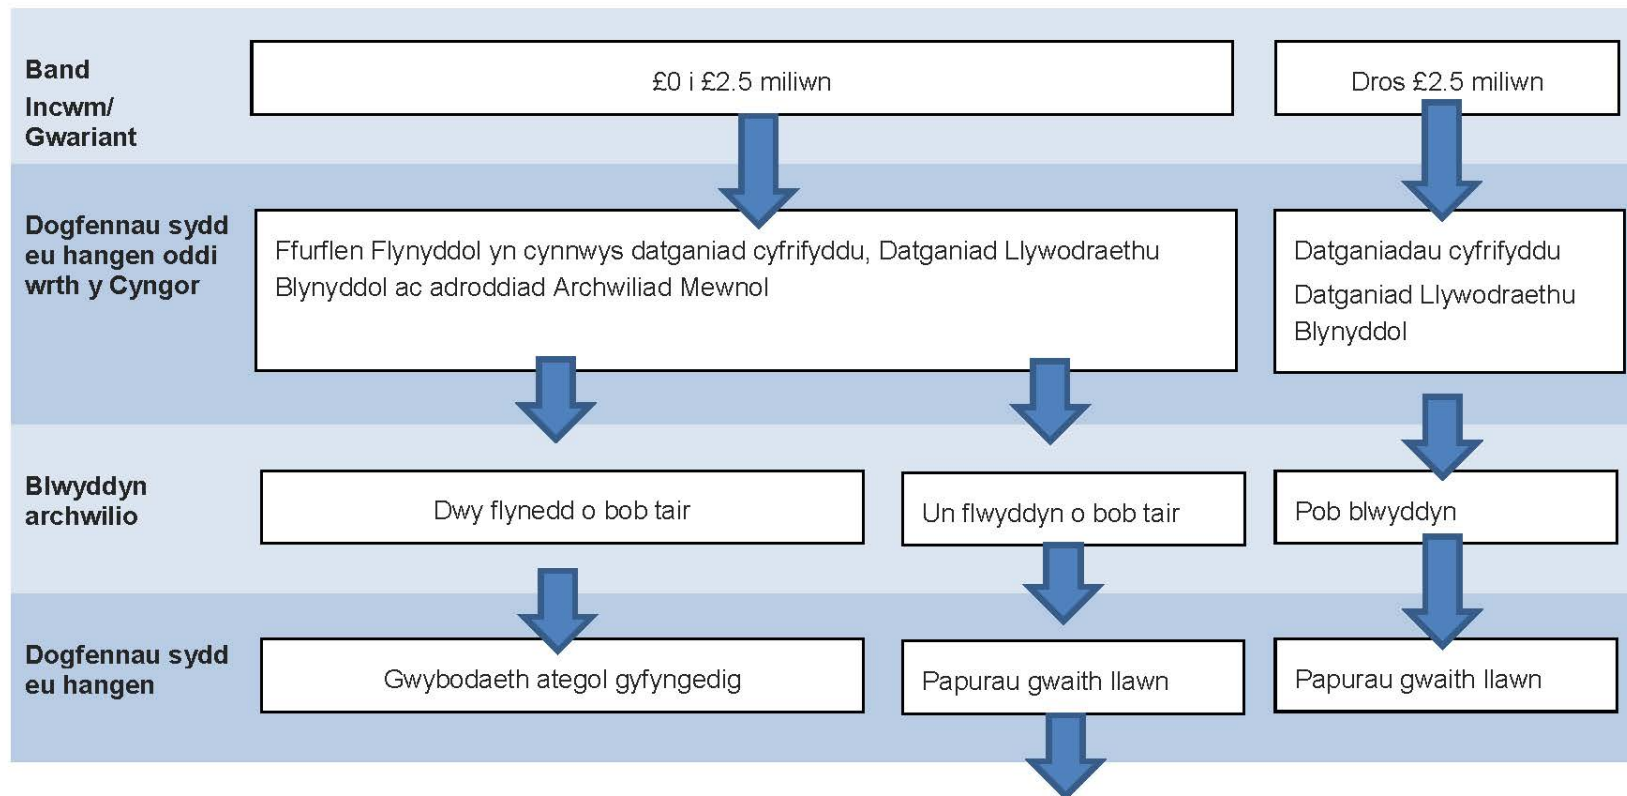 Band
Incwm/
Gwariant
£0 i £2.5 miliwn
Dros £2.5 miliwn
Dogfennau sydd
eu hangen oddi
wrth y Cyngor
Ffurflen Flynyddol yn cynnwys datganiad cyfrifyddu, Datganiad Llywodraethu
Blynyddol ac adroddiad Archwiliad Mewnol
Datganiadau cyfrifyddu
Datganiad Llywodraethu
Blynyddol
Blwyddyn
archwilio
Dwy flynedd o bob tair
Un flwyddyn o bob tair
Pob blwyddyn
Dogfennau sydd
eu hangen
Gwybodaeth ategol gyfyngedig
Papurau gwaith llawn
Papurau gwaith llawn